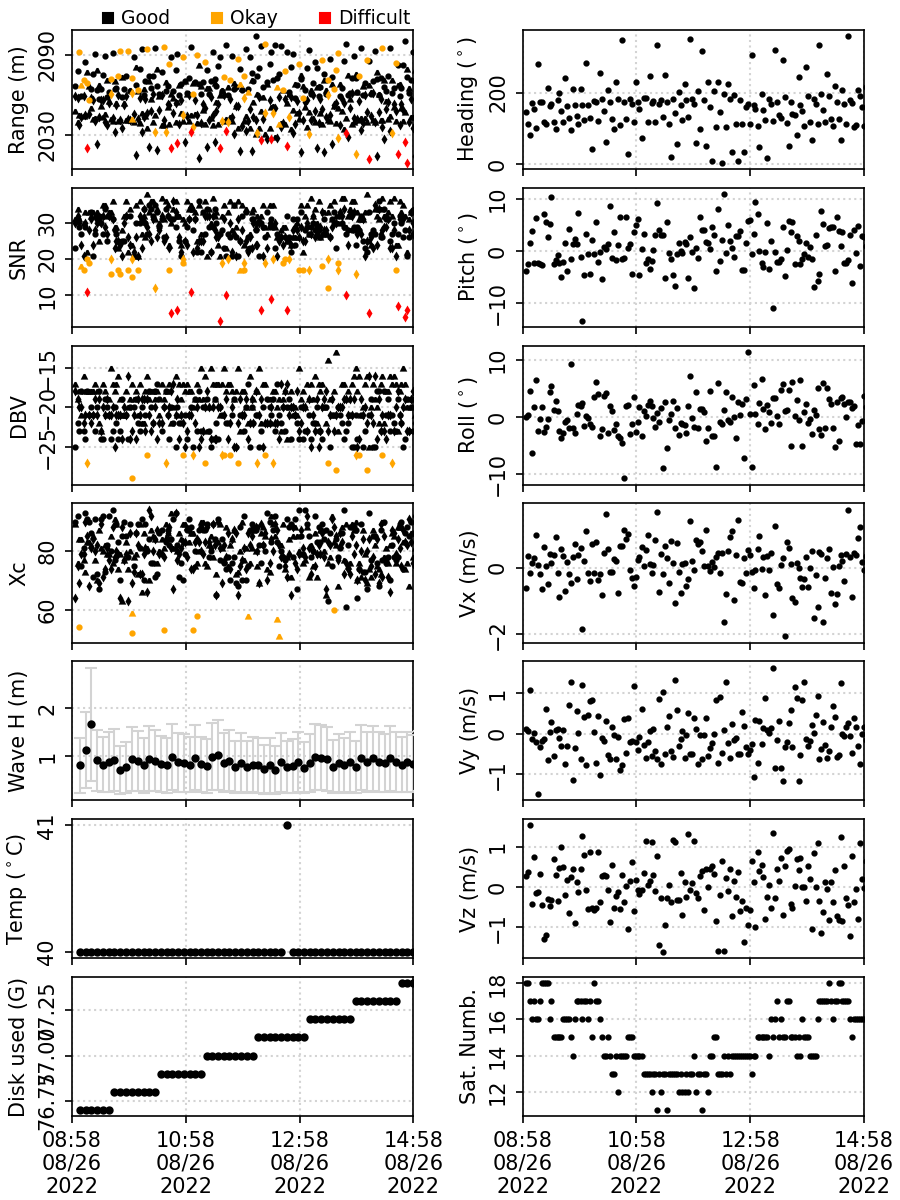 Good Okay Difficult
Range (m)
2090
2030
Heading (°)
200
0
SNR
30
20
10
Pitch (°)
10
0
−10
DBV
−15
−20
−25
Roll (°)
10
0
−10
Xc
80
60
Vx (m/s)
0
−2
Wave H (m)
2
1
Vy (m/s)
1
0
−1
Temp (°C)
41
40
Vz (m/s)
1
0
−1
Disk used (G)
77.25
77.00
76.75
Sat. Numb.
18
16
14
12
08:58 10:58 12:58 14:58
08/26 08/26 08/26 08/26
2022 2022 2022 2022
08:58 10:58 12:58 14:58
08/26 08/26 08/26 08/26
2022 2022 2022 2022